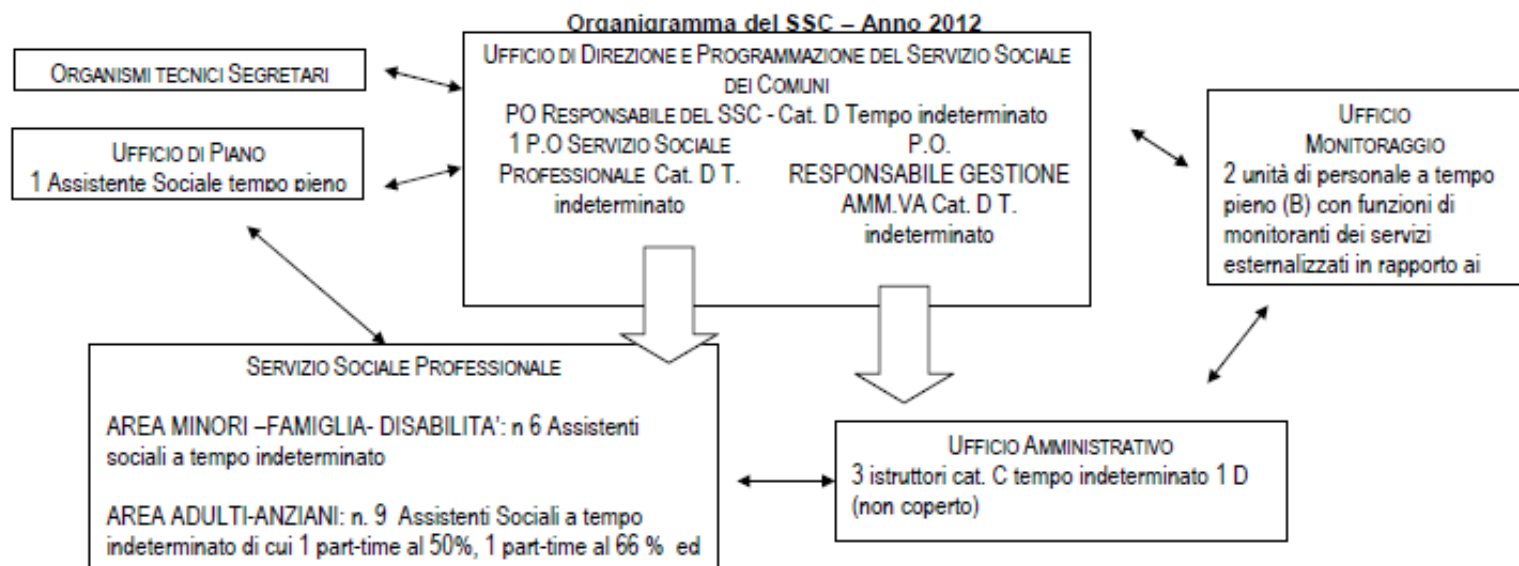 Organigramma del SSC – Anno 2012
UFFICIO DI DIREZIONE E PROGRAMMAZIONE DEL SERVIZIO SOCIALE
DEI COMUNI
PO RESPONSABILE DEL SSC - Cat. D Tempo indeterminato
1 P.O SERVIZIO SOCIALE
PROFESSIONALE Cat. D T.
indeterminato
P.O.
RESPONSABILE GESTIONE
AMM.VA Cat. D T.
indeterminato
ORGANISMI TECNICI SEGRETARI
UFFICIO DI PIANO
1 Assistente Sociale tempo pieno
UFFICIO
MONITORAGGIO
2 unità di personale a tempo
pieno (B) con funzioni di
monitoranti dei servizi
esternalizzati in rapporto ai
SERVIZIO SOCIALE PROFESSIONALE
AREA MINORI –FAMIGLIA- DISABILITA': n 6 Assistenti
sociali a tempo indeterminato
AREA ADULTI-ANZIANI: n. 9 Assistenti Sociali a tempo
indeterminato di cui 1 part-time al 50%, 1 part-time al 66 % ed
UFFICIO AMMINISTRATIVO
3 istruttori cat. C tempo indeterminato 1 D
(non coperto)